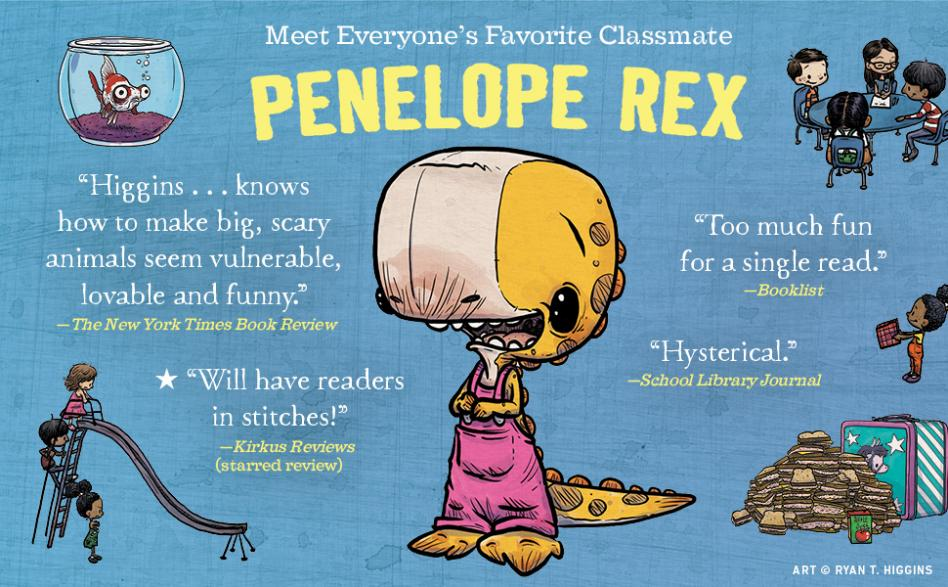 Meet Everyone's Favorite Classmate
PENELOPE REX
“Higgins . . . knows
how to make big, scary
animals seem vulnerable,
lovable and funny.”
—The New York Times Book Review
★ “Will have readers
in stitches!”
—Kirkus Reviews
(starred review)
“Too much fun
for a single read.”
—Booklist
“Hysterical.”
—School Library Journal
ART © RYAN T. HIGGINS